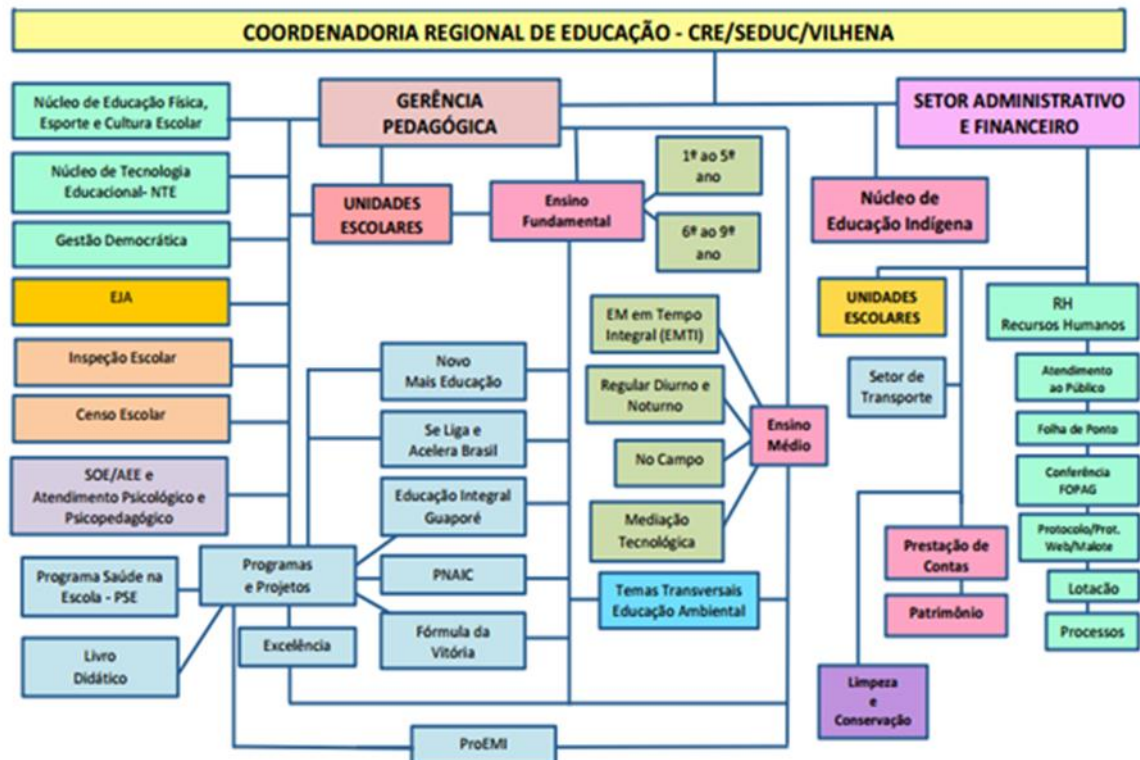 COORDENADORIA REGIONAL DE EDUCAÇÃO - CRE/SEDUC/VILHENA
Núcleo de Educação Física,
Esporte e Cultura Escolar
Núcleo de Tecnologia
Educacional- NTE
Gestão Democrática
EJA
Inspeção Escolar
Censo Escolar
SOE/AEE e
Atendimento Psicológico e
Psicopedagógico
Programa Saúde na
Escola - PSE
Livro
Didático
GERÊNCIA
PEDAGÓGICA
UNIDADES
ESCOLARES
Ensino
Fundamental
1º ao 5º
ano
6º ao 9º
ano
Novo
Mais Educação
Se Liga e
Acelera Brasil
Educação Integral
Guaporé
PNAIC
Fórmula da
Vitória
Programas
e Projetos
Excelência
ProEMI
EM em Tempo
Integral (EMTI)
Regular Diurno e
Noturno
No Campo
Mediação
Tecnológica
Ensino
Médio
Temas Transversais
Educação Ambiental
SETOR ADMINISTRATIVO
E FINANCEIRO
Núcleo de
Educação Indígena
UNIDADES
ESCOLARES
Setor de
Transporte
Prestação de
Contas
Patrimônio
Limpeza
e
Conservação
RH
Recursos Humanos
Atendimento
ao Público
Folha de Ponto
Conferência
FOPAG
Protocolo/Prot.
Web/Malote
Lotacão
Processos